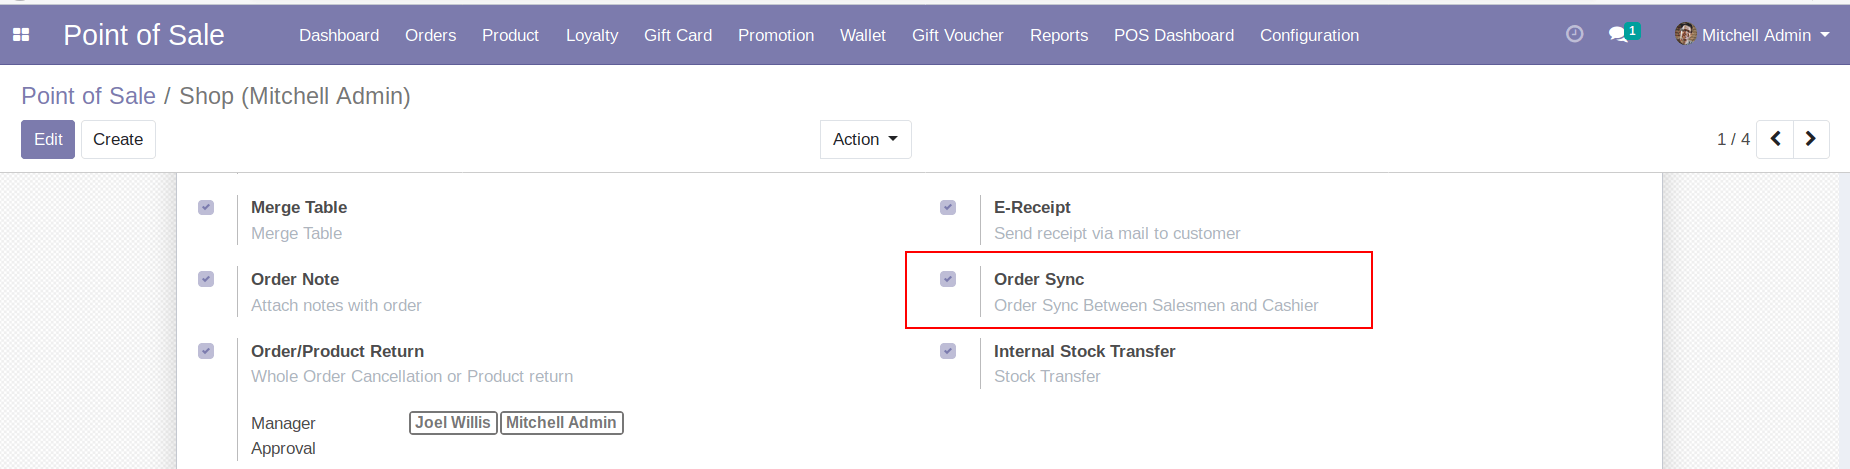 Point of Sale Dashboard Orders Product Loyalty Gift Card Promotion Wallet Gift Voucher Reports POS Dashboard Configuration 1 Mitchell Admin
Point of Sale / Shop (Mitchell Admin)
Edit Create Action 1 / 4
Merge Table
Merge Table
E-Receipt
Send receipt via mail to customer
Order Note
Attach notes with order
Order Sync
Order Sync Between Salesmen and Cashier
Order/Product Return
Whole Order Cancellation or Product return
Internal Stock Transfer
Stock Transfer
Manager
Approval
Joel Willis Mitchell Admin